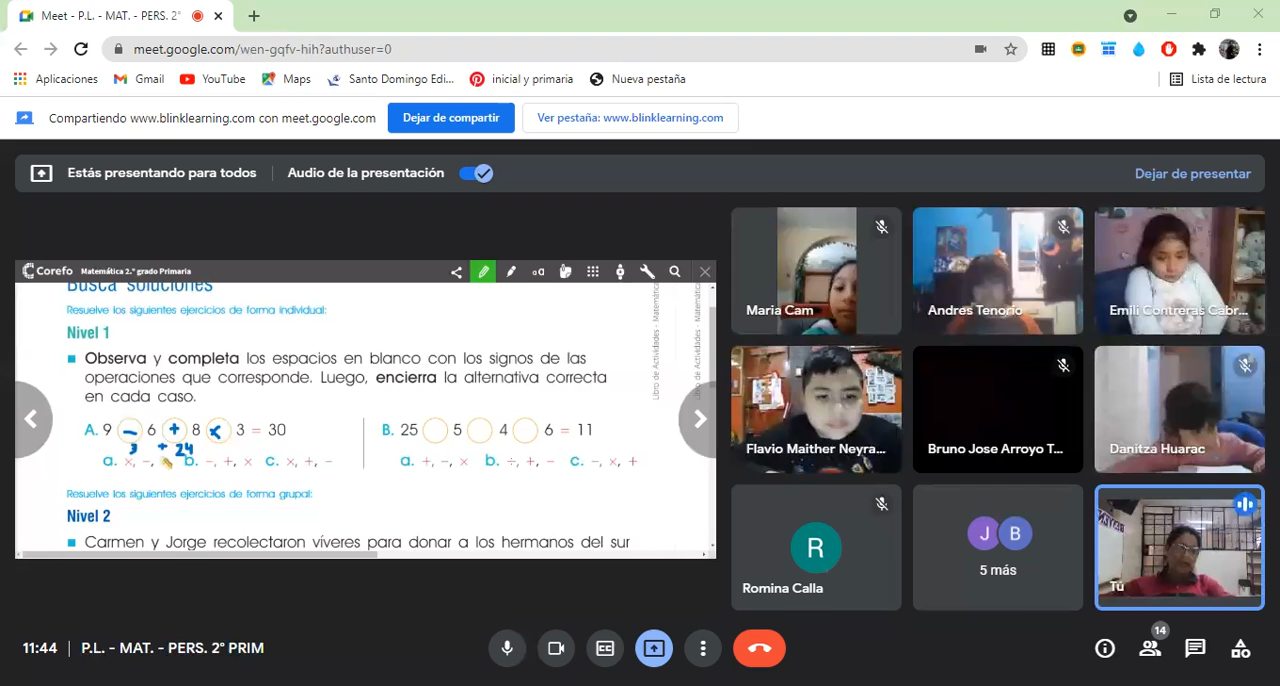 Meet - P.L. - MAT. - PERS. 2°
meet.google.com/wen-gqfv-hih?authuser=0
Aplicaciones Gmail YouTube Maps Santo Domingo Edi... inicial y primaria Nueva pestaña Lista de lectura
Compartiendo www.blinklearning.com con meet.google.com Dejar de compartir Ver pestaña: www.blinklearning.com
Estás presentando para todos Audio de la presentación Dejar de presentar
Corefo Matemática 2.° grado Primaria
Busca soluciones
Resuelve los siguientes ejercicios de forma individual:
Nivel 1
Observa y completa los espacios en blanco con los signos de las
operaciones que corresponde. Luego, encierra la alternativa correcta
en cada caso.
A. 9 - 6 + 8 × 3 = 30
3 + 24
a. ×, -, b. -, +, × c. ×, +, -
B. 25 5 4 6 = 11
a. +, -, × b. ÷, +, - c. -, ×, +
Resuelve los siguientes ejercicios de forma grupal:
Nivel 2
Carmen y Jorge recolectaron víveres para donar a los hermanos del sur
Libro de Actividades - Matemátic
Libro de Actividades - Matemátic
Maria Cam
Andres Tenorio
Emili Contreras Cabr...
Flavio Maither Neyra...
Bruno Jose Arroyo T...
Danitza Huarac
R
Romina Calla
J B
5 más
Tú
11:44 | P.L. - MAT. - PERS. 2° PRIM
14